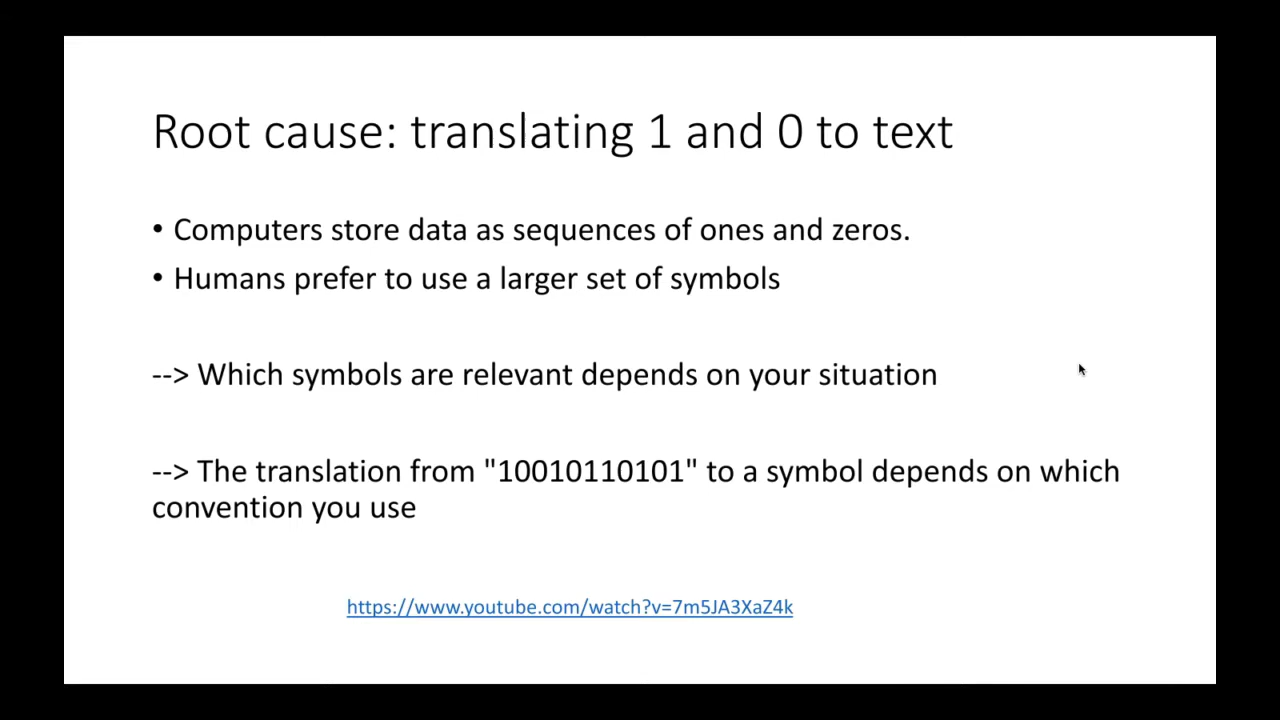 Root cause: translating 1 and 0 to text
• Computers store data as sequences of ones and zeros.
• Humans prefer to use a larger set of symbols
--> Which symbols are relevant depends on your situation
--> The translation from "10010110101" to a symbol depends on which
convention you use
https://www.youtube.com/watch?v=7m5JA3XaZ4k